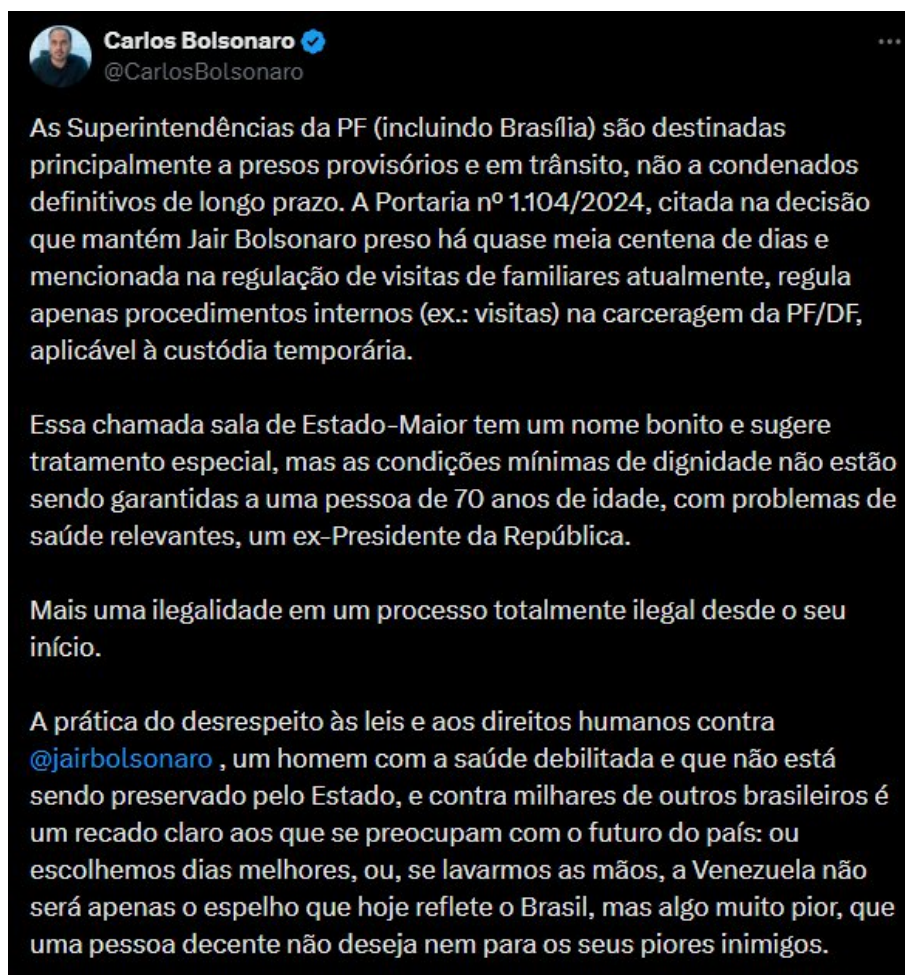 Carlos Bolsonaro
@CarlosBolsonaro
As Superintendências da PF (incluindo Brasília) são destinadas
principalmente a presos provisórios e em trânsito, não a condenados
definitivos de longo prazo. A Portaria nº 1.104/2024, citada na decisão
que mantém Jair Bolsonaro preso há quase meia centena de dias e
mencionada na regulação de visitas de familiares atualmente, regula
apenas procedimentos internos (ex.: visitas) na carceragem da PF/DF,
aplicável à custódia temporária.
Essa chamada sala de Estado-Maior tem um nome bonito e sugere
tratamento especial, mas as condições mínimas de dignidade não estão
sendo garantidas a uma pessoa de 70 anos de idade, com problemas de
saúde relevantes, um ex-Presidente da República.
Mais uma ilegalidade em um processo totalmente ilegal desde o seu
início.
A prática do desrespeito às leis e aos direitos humanos contra
@jairbolsonaro , um homem com a saúde debilitada e que não está
sendo preservado pelo Estado, e contra milhares de outros brasileiros é
um recado claro aos que se preocupam com o futuro do país: ou
escolhemos dias melhores, ou, se lavarmos as mãos, a Venezuela não
será apenas o espelho que hoje reflete o Brasil, mas algo muito pior, que
uma pessoa decente não deseja nem para os seus piores inimigos.